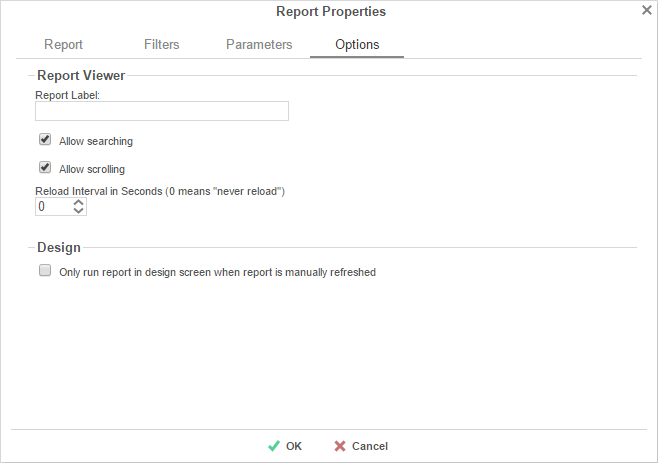 Report Properties
Report Filters Parameters Options
Report Viewer
Report Label:
Allow searching
Allow scrolling
Reload Interval in Seconds (0 means "never reload")
0
Design
Only run report in design screen when report is manually refreshed
OK Cancel